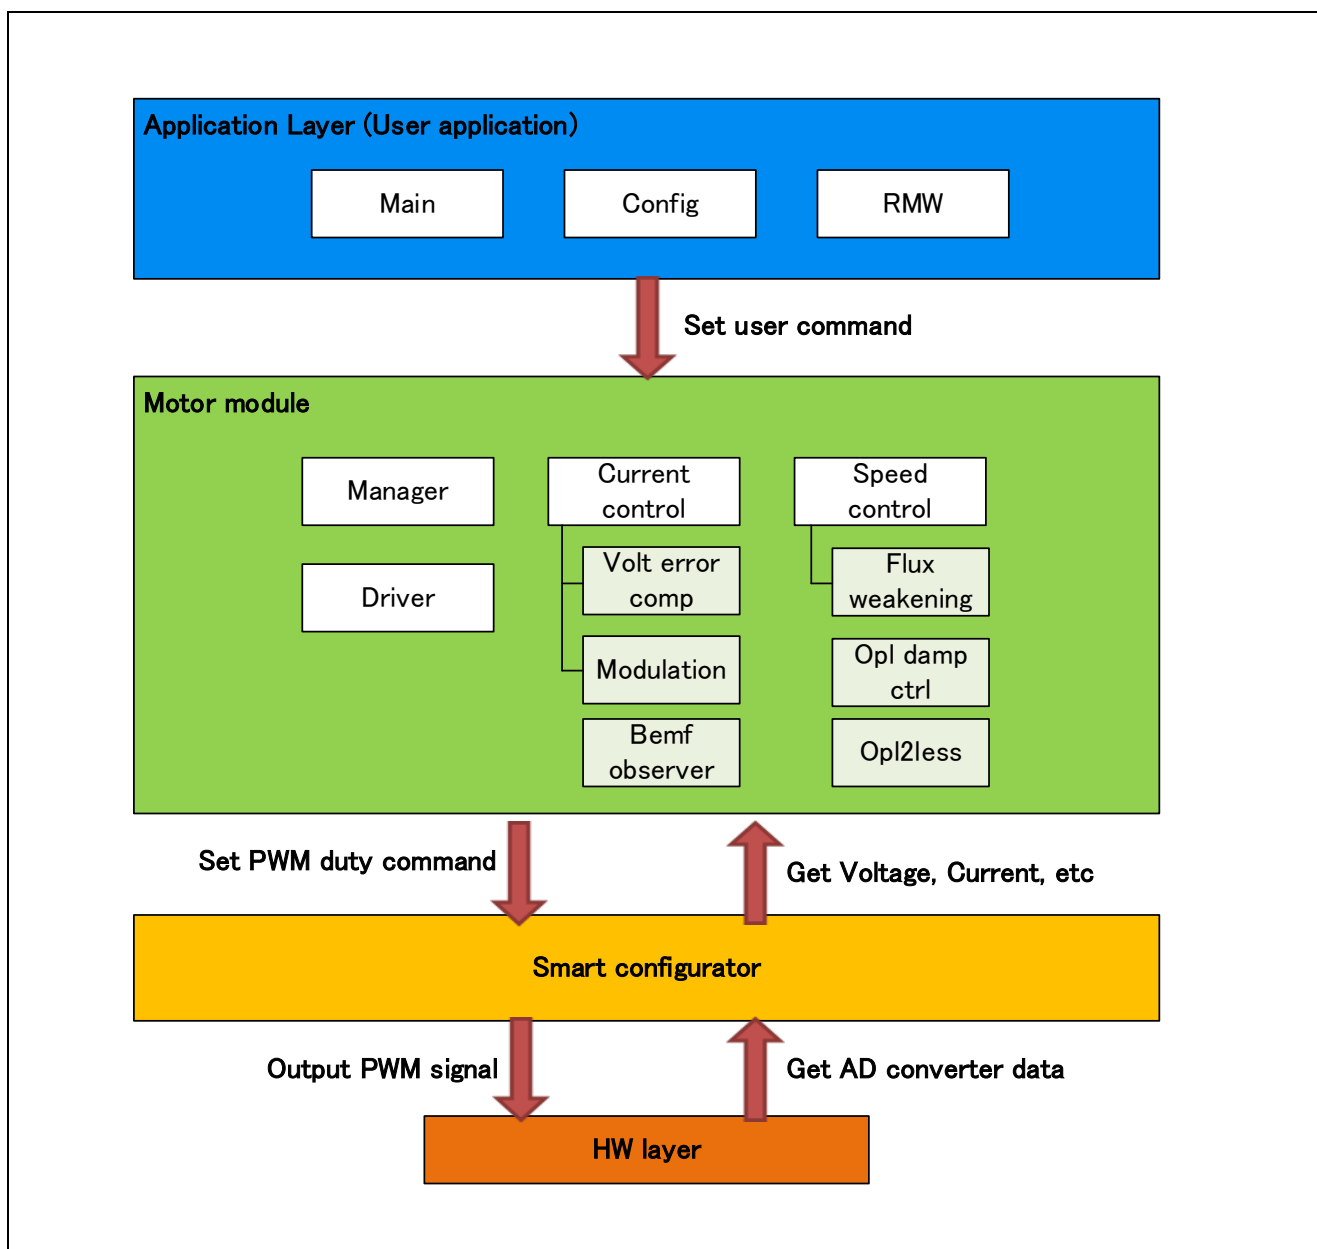 Application Layer (User application)
Main
Config
RMW
Set user command
Motor module
Manager
Current
control
Speed
control
Volt error
comp
Flux
weakening
Driver
Modulation
Opl damp
ctrl
Bemf
observer
Opl2less
Set PWM duty command
Get Voltage, Current, etc
Smart configurator
Output PWM signal
Get AD converter data
HW layer